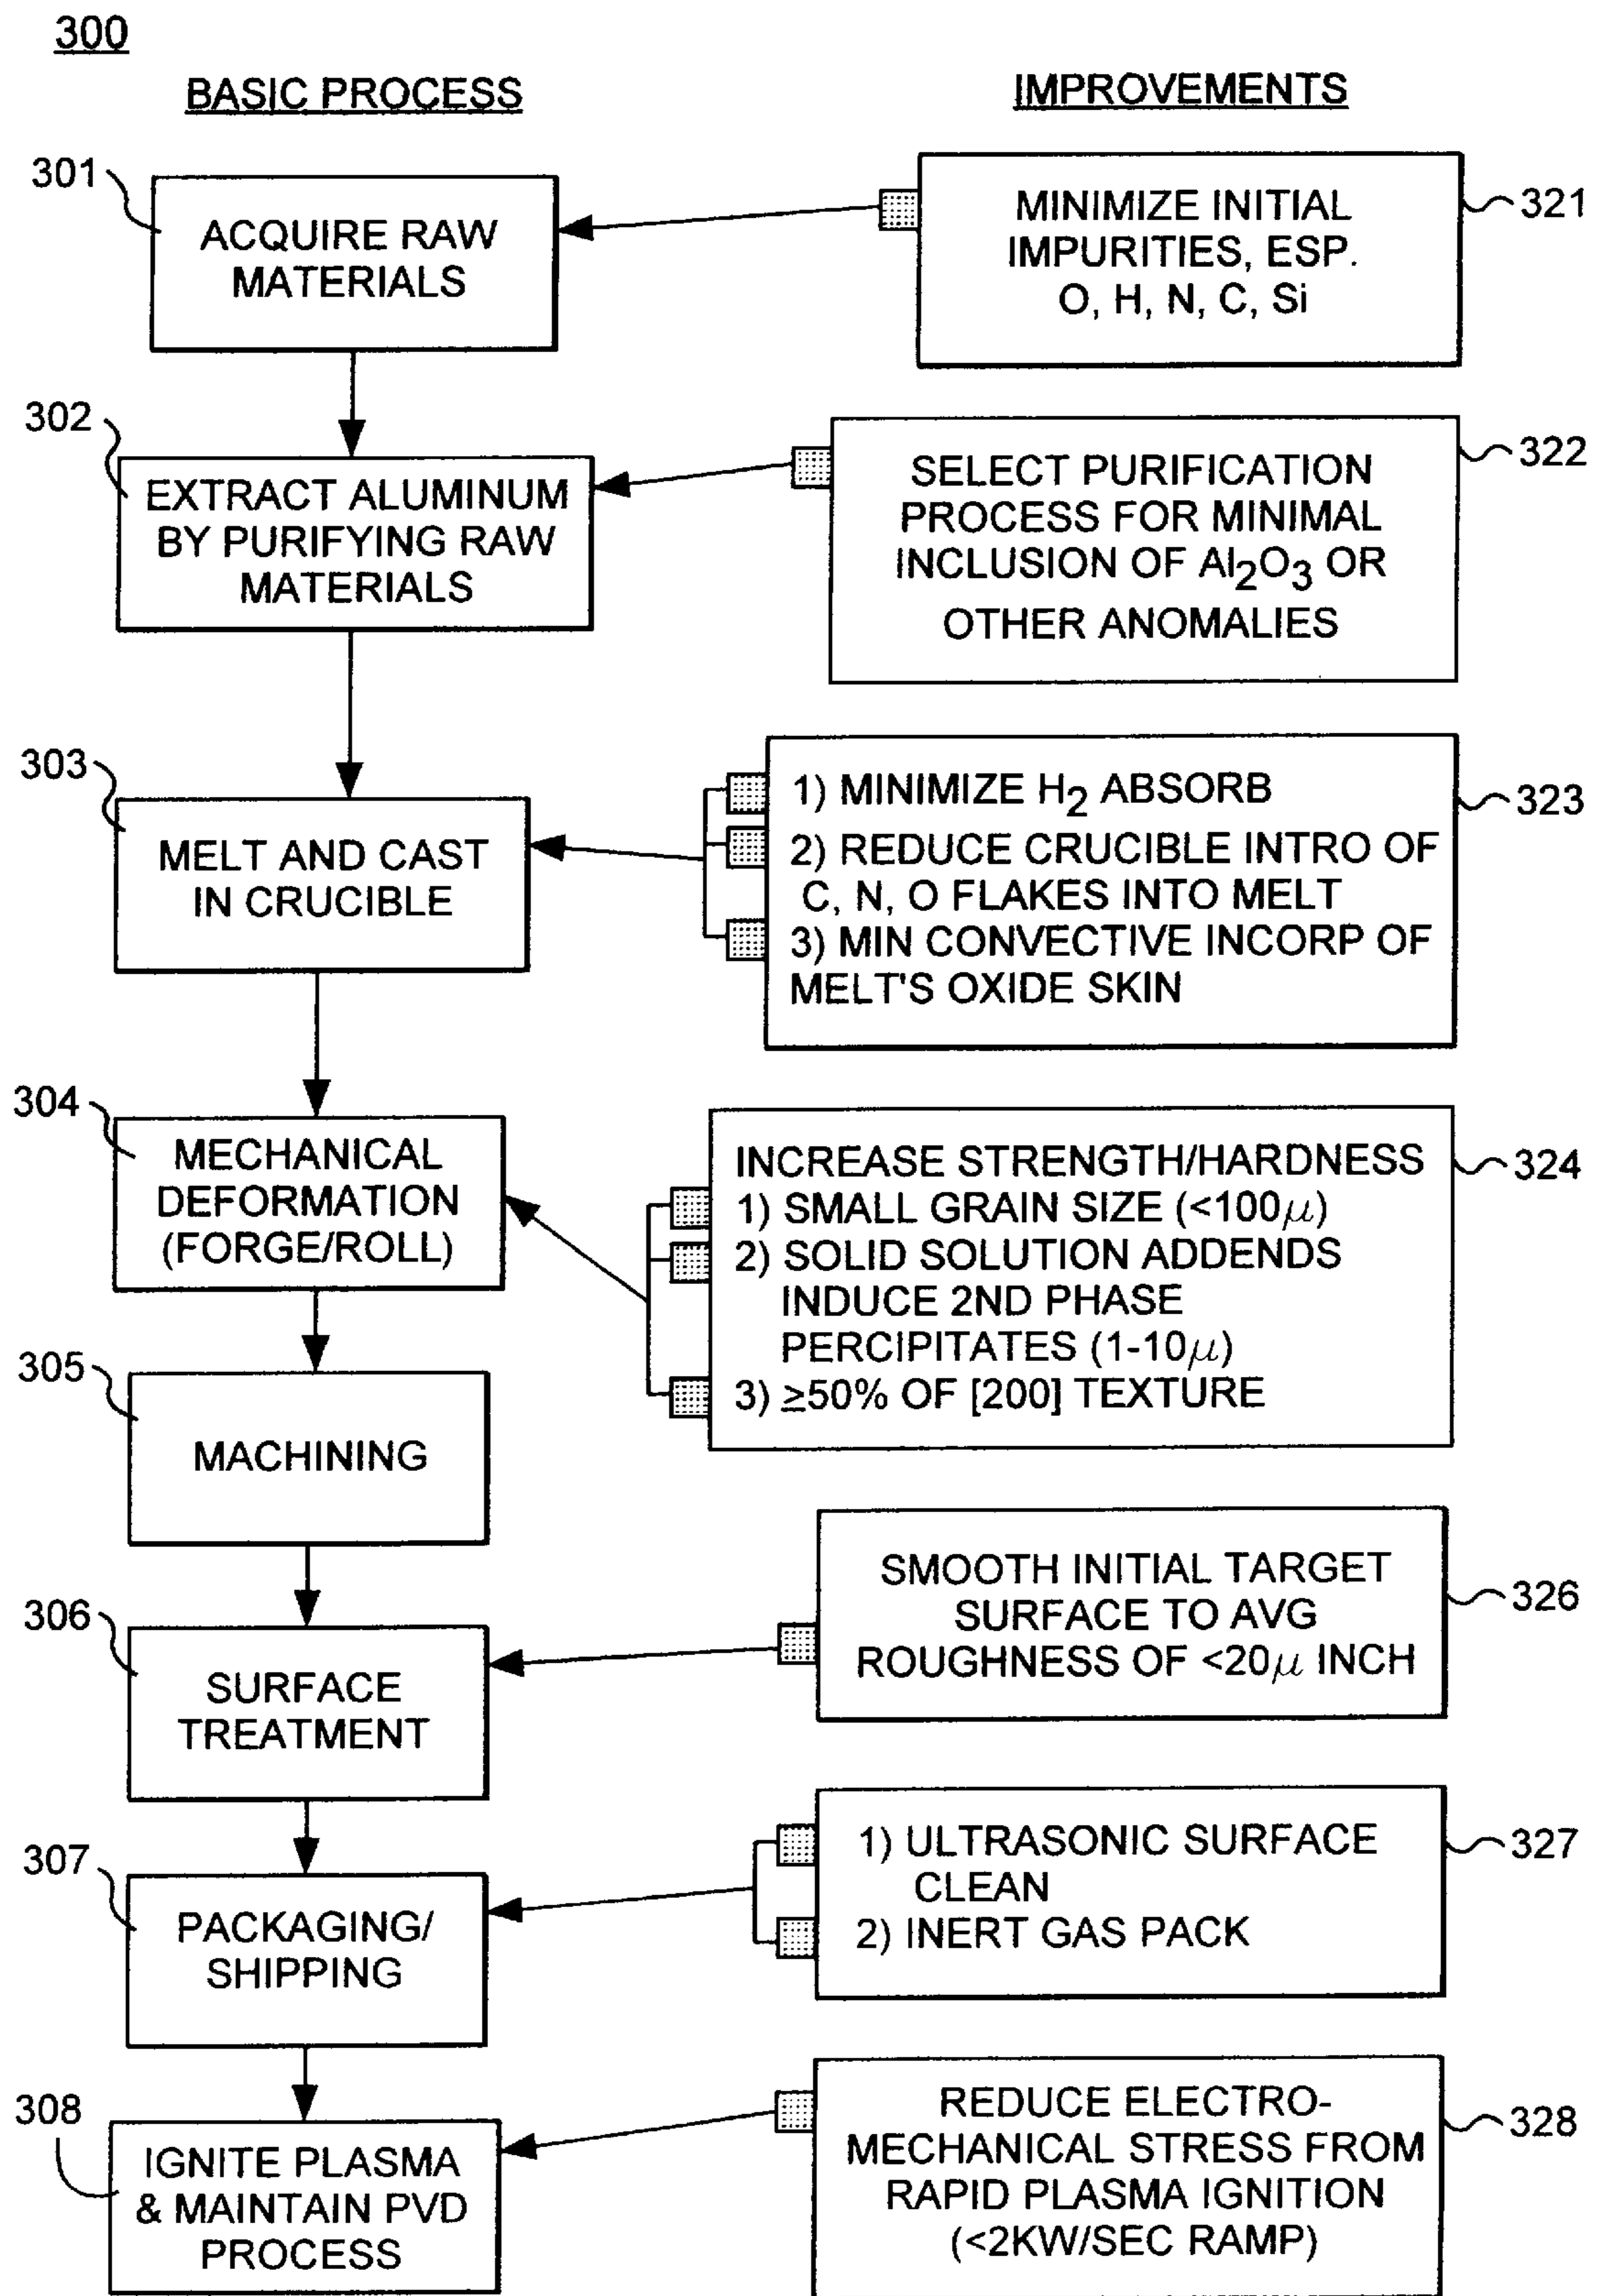 300
BASIC PROCESS
IMPROVEMENTS
301
ACQUIRE RAW
MATERIALS
MINIMIZE INITIAL
IMPURITIES, ESP.
O, H, N, C, Si
321
302
EXTRACT ALUMINUM
BY PURIFYING RAW
MATERIALS
SELECT PURIFICATION
PROCESS FOR MINIMAL
INCLUSION OF Al2O3 OR
OTHER ANOMALIES
322
303
MELT AND CAST
IN CRUCIBLE
1) MINIMIZE H2 ABSORB
2) REDUCE CRUCIBLE INTRO OF
C, N, O FLAKES INTO MELT
3) MIN CONVECTIVE INCORP OF
MELT'S OXIDE SKIN
323
304
MECHANICAL
DEFORMATION
(FORGE/ROLL)
INCREASE STRENGTH/HARDNESS
1) SMALL GRAIN SIZE (<100μ)
2) SOLID SOLUTION ADDENDS
INDUCE 2ND PHASE
PERCIPITATES (1-10μ)
3) ≥50% OF [200] TEXTURE
324
305
MACHINING
306
SURFACE
TREATMENT
SMOOTH INITIAL TARGET
SURFACE TO AVG
ROUGHNESS OF <20μ INCH
326
307
PACKAGING/
SHIPPING
1) ULTRASONIC SURFACE
CLEAN
2) INERT GAS PACK
327
308
IGNITE PLASMA
& MAINTAIN PVD
PROCESS
REDUCE ELECTRO-
MECHANICAL STRESS FROM
RAPID PLASMA IGNITION
(<2KW/SEC RAMP)
328